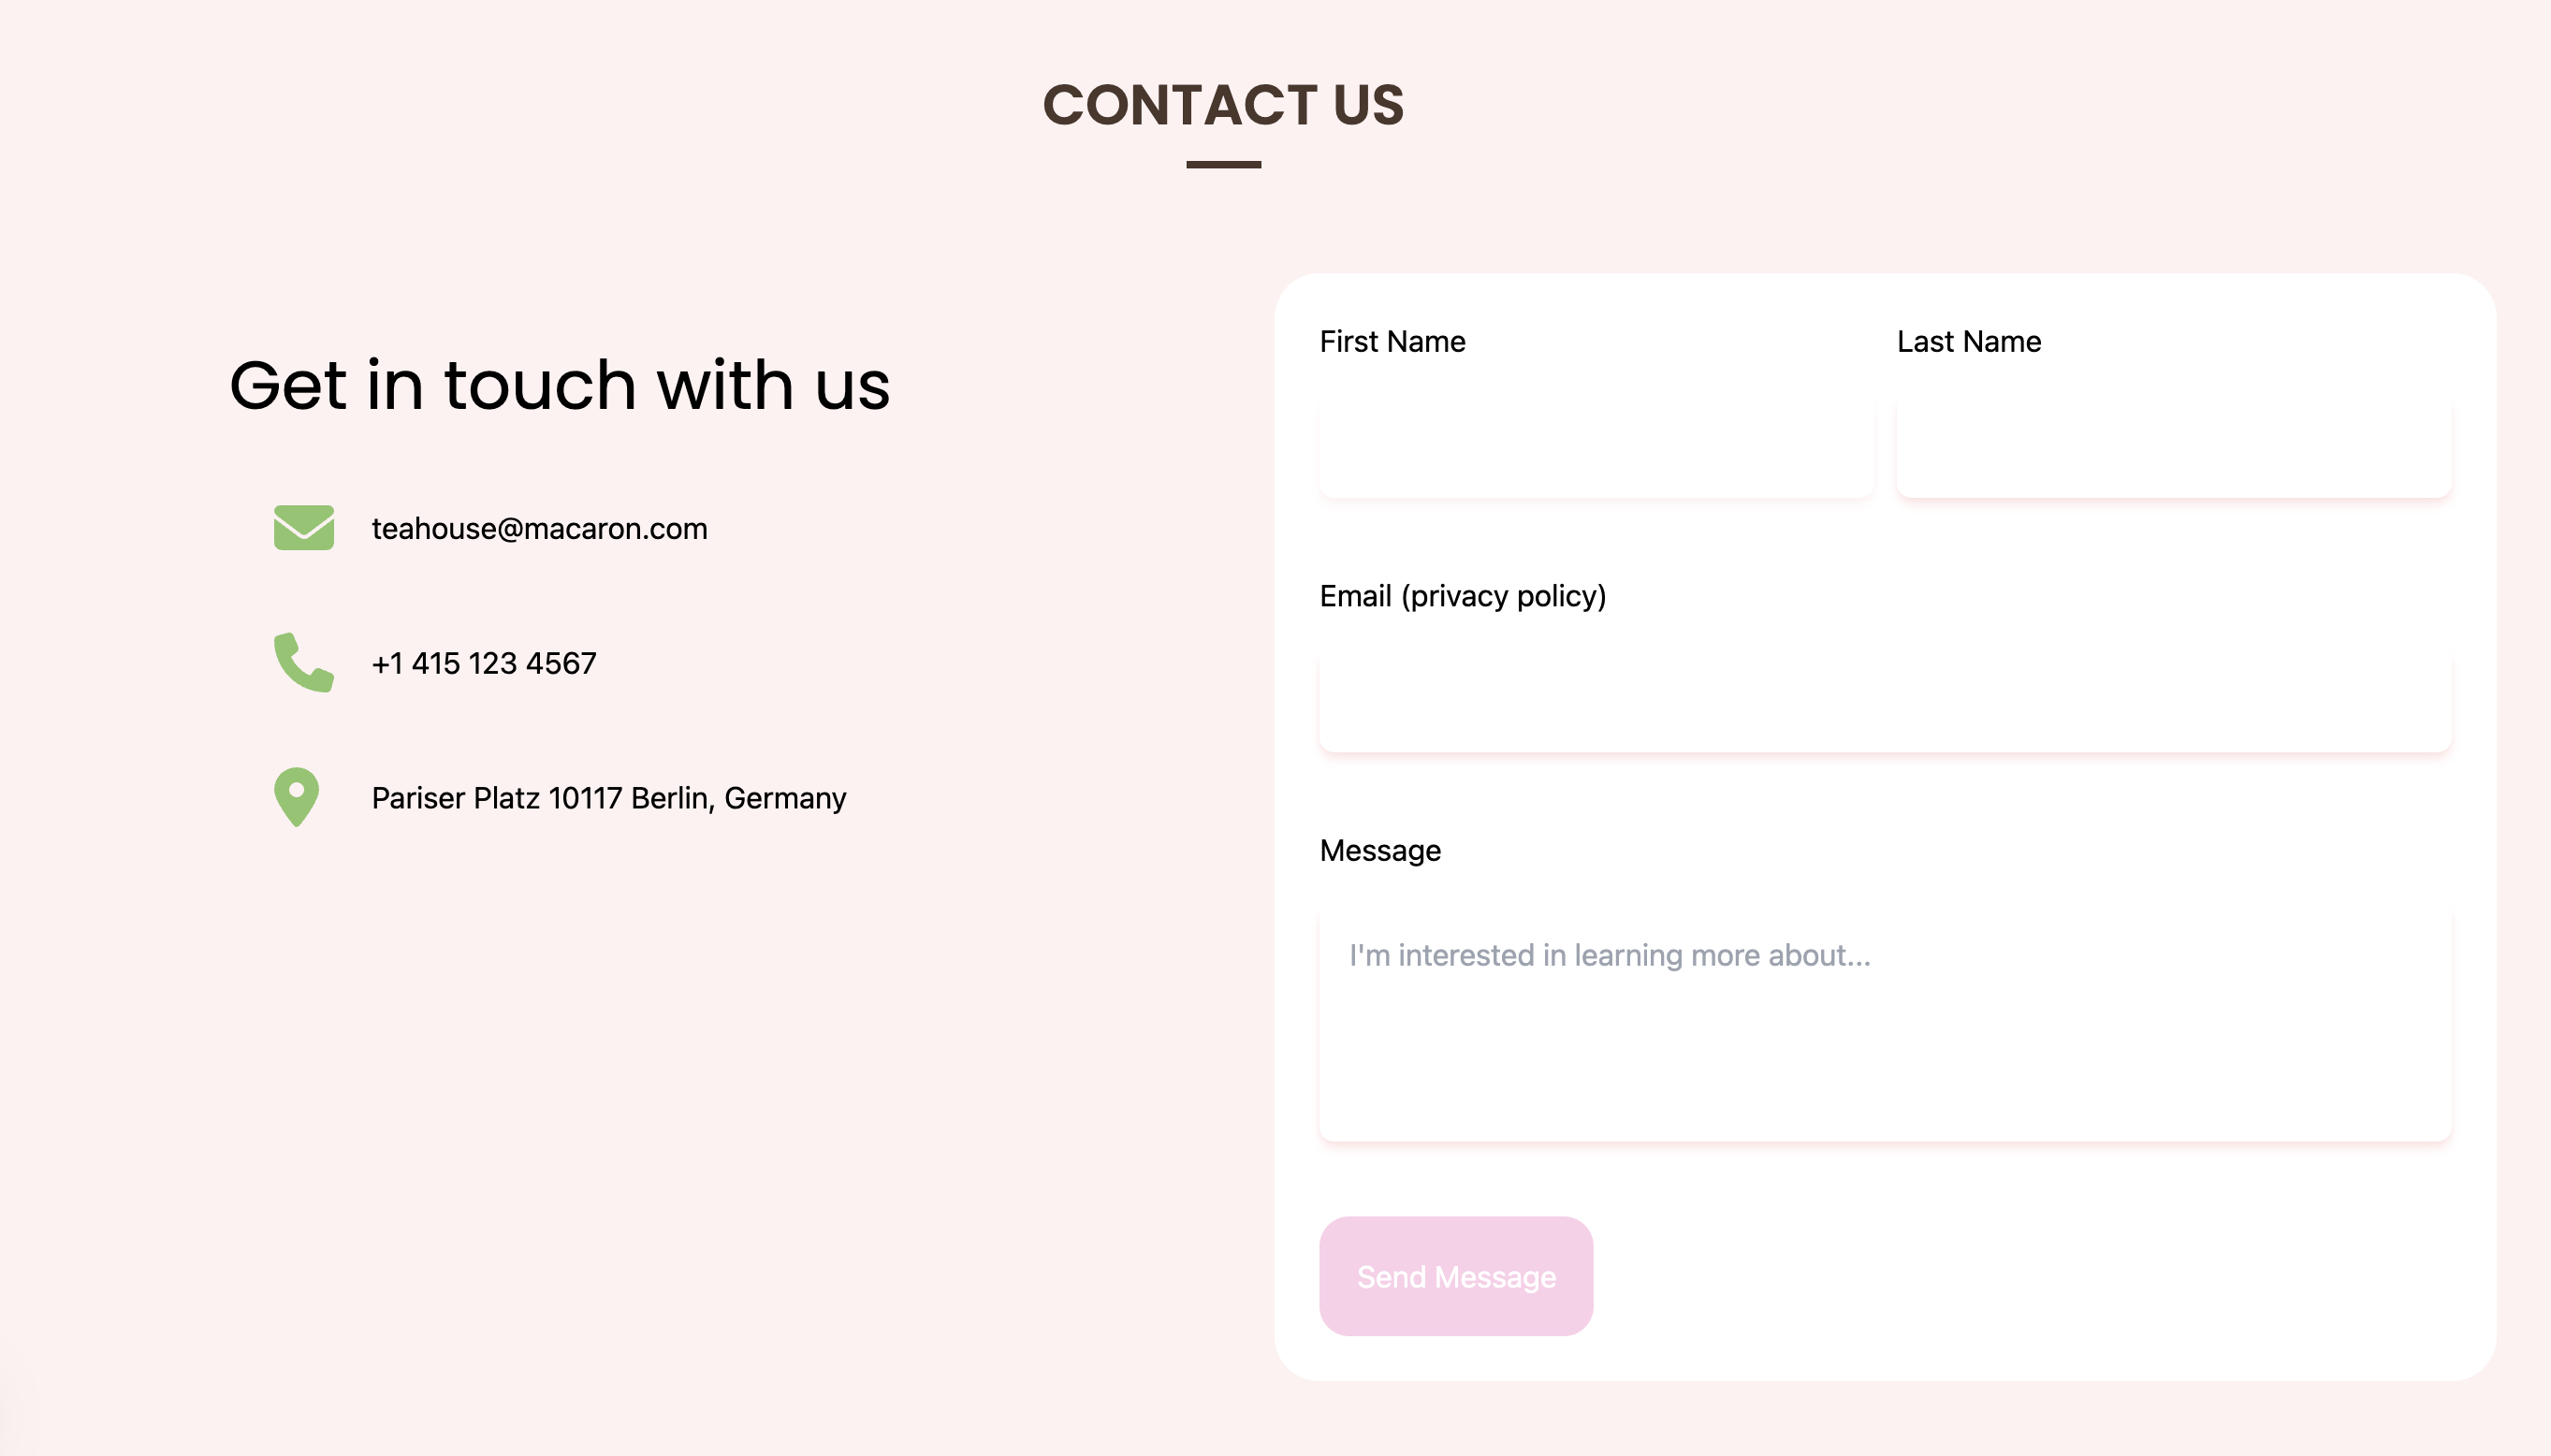 CONTACT US
Get in touch with us
teahouse@macaron.com
+1 415 123 4567
Pariser Platz 10117 Berlin, Germany
First Name
Last Name
Email (privacy policy)
Message
I'm interested in learning more about...
Send Message